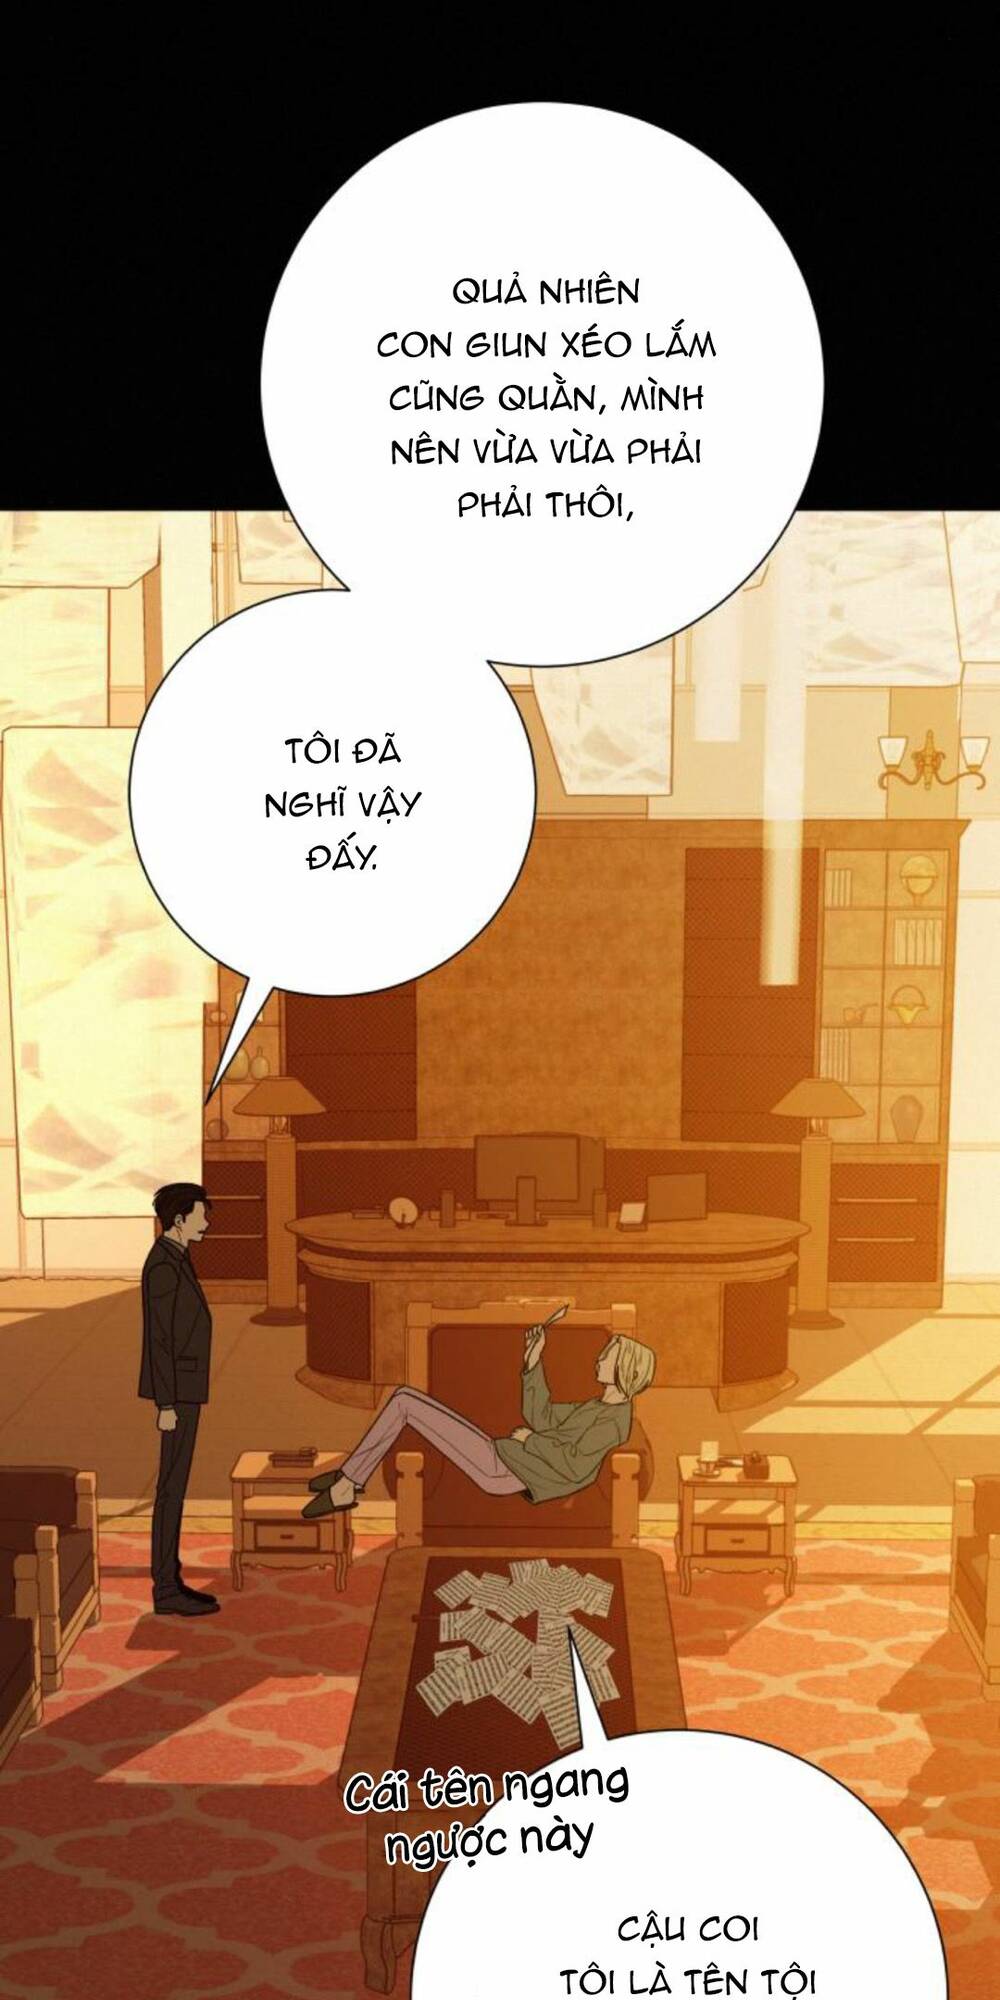 QUẢ NHIÊN
CON GIUN XÉO LẮM
CŨNG QUẰN, MÌNH
NÊN VỪA VỪA PHẢI
PHẢI THÔI,
TÔI ĐÃ
NGHĨ VẬY
ĐẤY.
Cái tên ngang
ngược này
CẬU COI
TÔI LÀ TÊN TỘI